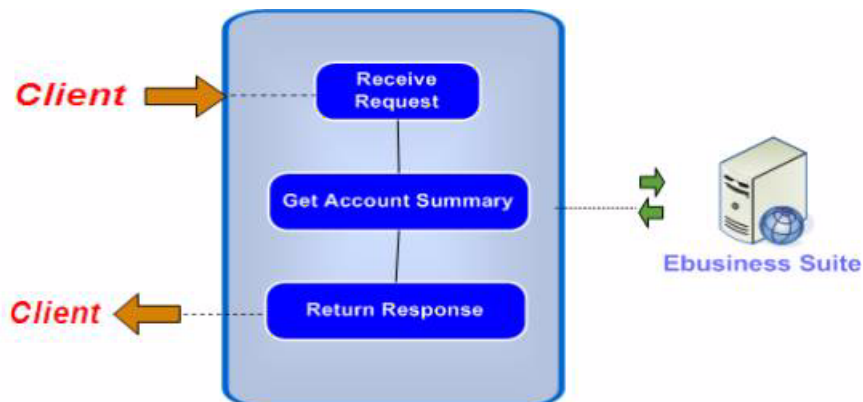 Client
Receive
Request
Get Account Summary
Ebusiness Suite
Client
Return Response